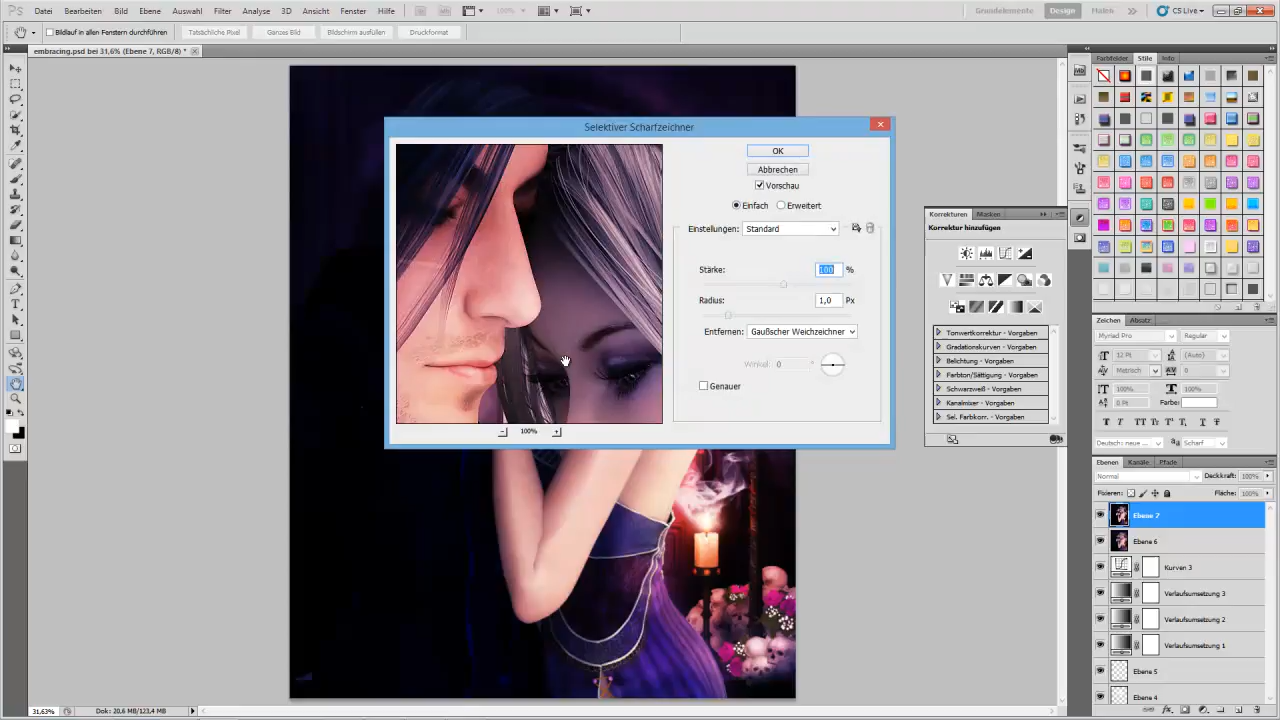 Ps Datei Bearbeiten Bild Ebene Auswahl Filter Analyse 3D Ansicht Fenster Hilfe 100% Grundelemente Design Malen CS Live
Bildlauf in allen Fenstern durchführen Tatsächliche Pixel Ganzes Bild Bildschirm ausfüllen Druckformat
embracing.psd bei 31,6% (Ebene 7, RGB/8) *
Farbfelder Stile Info
Selektiver Scharfzeichner
OK
Abbrechen
Vorschau
Einfach Erweitert
Einstellungen: Standard
Stärke: 100 %
Radius: 1,0 Px
Entfernen: Gaußscher Weichzeichner
Winkel: 0 °
Genauer
100%
Korrekturen Masken
Korrektur hinzufügen
Tonwertkorrektur - Vorgaben
Gradationskurven - Vorgaben
Belichtung - Vorgaben
Farbton/Sättigung - Vorgaben
Schwarzweiß - Vorgaben
Kanalmixer - Vorgaben
Sel. Farbkorr. - Vorgaben
Zeichen Absatz
Myriad Pro Regular
12 Pt (Auto)
Metrisch 0
100% 100%
0 Pt Farbe:
T T TT Tr T¹ T₁ T T
Deutsch: neue ... Scharf
Ebenen Kanäle Pfade
Normal Deckkraft: 100%
Fixieren: Fläche: 100%
Ebene 7
Ebene 6
Kurven 3
Verlaufsumsetzung 3
Verlaufsumsetzung 2
Verlaufsumsetzung 1
Ebene 5
Ebene 4
31,63% Dok: 20,6 MB/123,4 MB